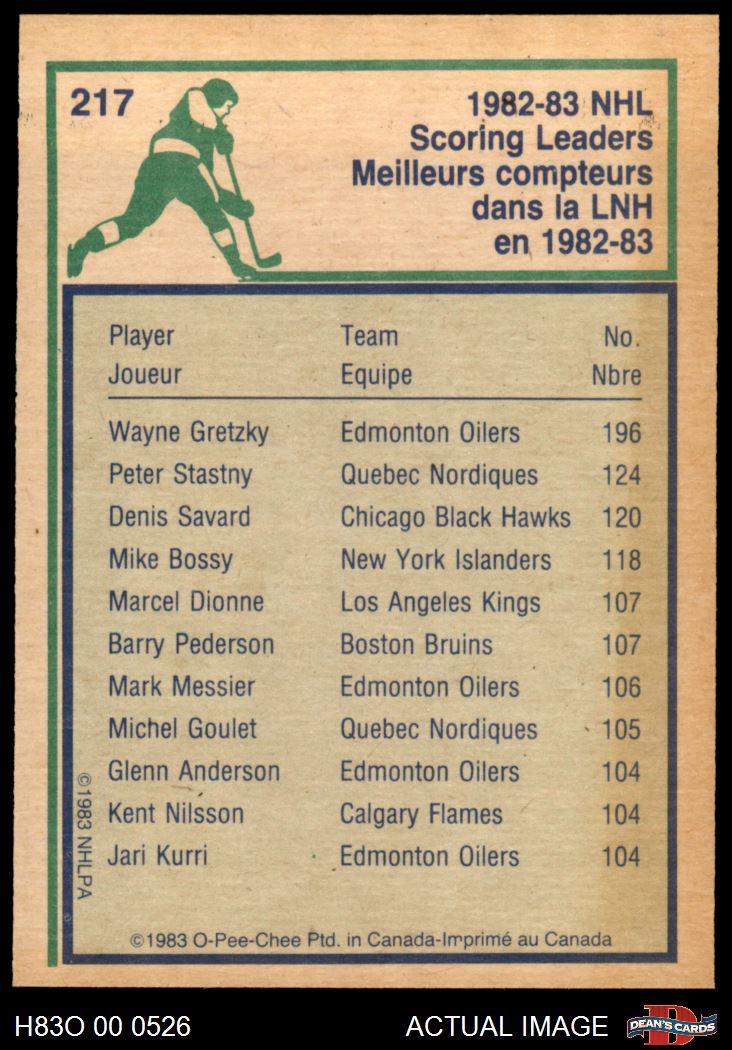 217
1982-83 NHL
Scoring Leaders
Meilleurs compteurs
dans la LNH
en 1982-83
Player Team No.
Joueur Equipe Nbre
Wayne Gretzky Edmonton Oilers 196
Peter Stastny Quebec Nordiques 124
Denis Savard Chicago Black Hawks 120
Mike Bossy New York Islanders 118
Marcel Dionne Los Angeles Kings 107
Barry Pederson Boston Bruins 107
Mark Messier Edmonton Oilers 106
Michel Goulet Quebec Nordiques 105
Glenn Anderson Edmonton Oilers 104
Kent Nilsson Calgary Flames 104
Jari Kurri Edmonton Oilers 104
©1983 NHLPA
©1983 O-Pee-Chee Ptd. in Canada-Imprimé au Canada
H83O 00 0526 ACTUAL IMAGE DEAN'S CARDS